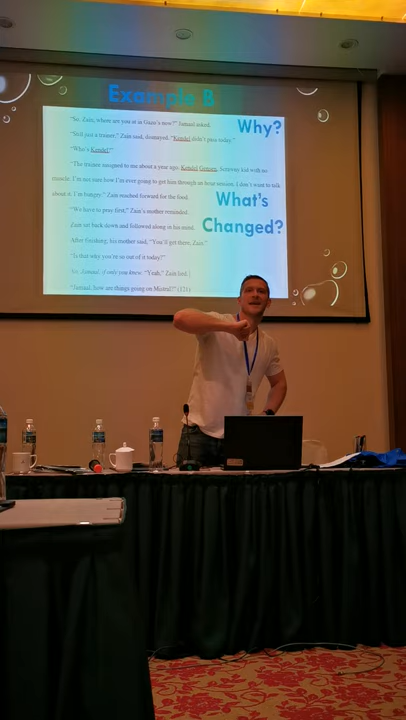 Example B
"So, Zain, where are you at in Gaza's now?" Jamaal asked.
Why?
"Still just a trainer," Zain said, dismayed. "Kendel didn't pass today."
"Who's Kendel?"
"The trainee assigned to me about a year ago, Kendel Gotorn. Scrawny kid with no
muscle. I'm not sure how I'm ever going to get him through an hour session. I don't want to talk
about it. I'm hungry." Zain reached forward for the food.
What's
Changed?
"We have to pray first," Zain's mother reminded.
Zain sat back down and followed along in his mind.
After finishing, his mother said, "You'll get there, Zain."
"Is that why you're so out of it today?"
No, Jamaal, if only you knew. "Yeah," Zain lied.
"Jamaal, how are things going on Mistral?" (121)